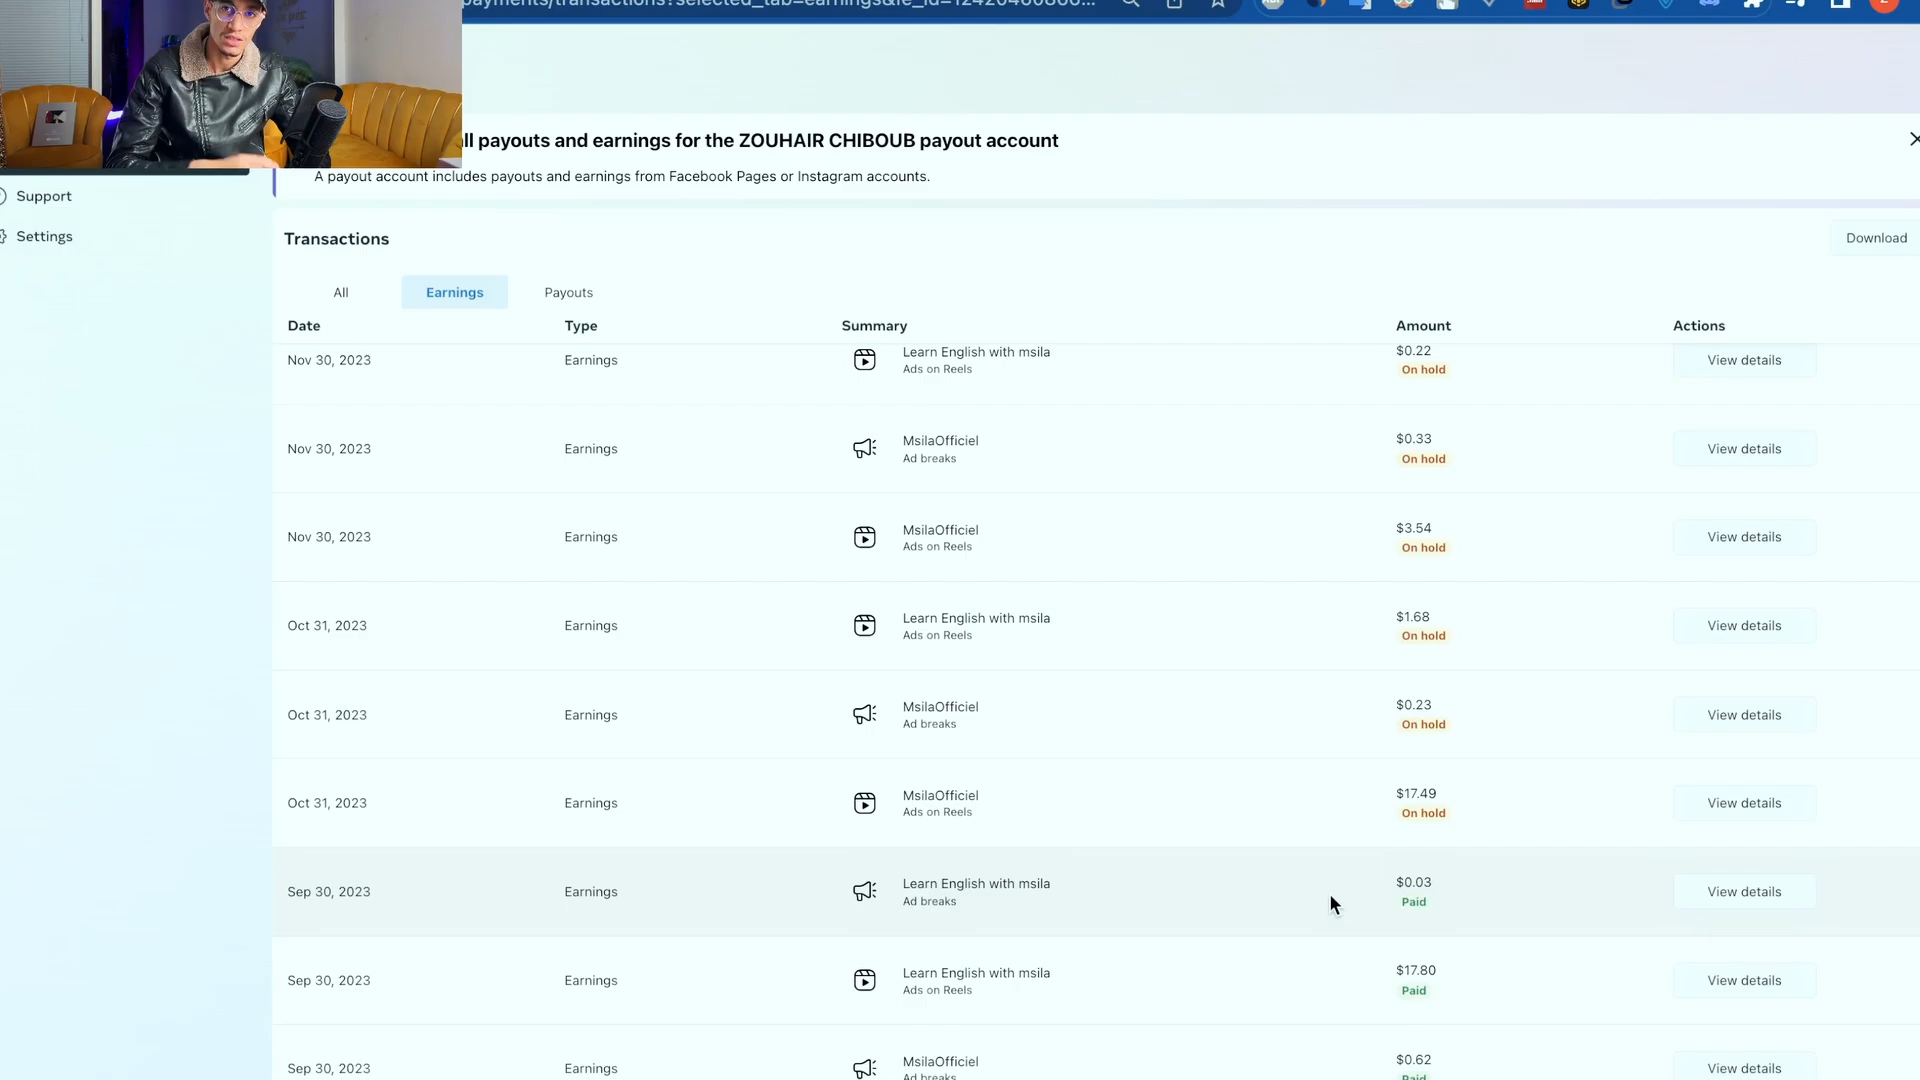 payments/transactions?selected_tab=earnings&fe_id=12420460866...
ll payouts and earnings for the ZOUHAIR CHIBOUB payout account
A payout account includes payouts and earnings from Facebook Pages or Instagram accounts.
Support
Settings
Transactions
Download
All
Earnings
Payouts
Date
Type
Summary
Amount
Actions
Nov 30, 2023
Earnings
Learn English with msila
Ads on Reels
$0.22
On hold
View details
Nov 30, 2023
Earnings
MsilaOfficiel
Ad breaks
$0.33
On hold
View details
Nov 30, 2023
Earnings
MsilaOfficiel
Ads on Reels
$3.54
On hold
View details
Oct 31, 2023
Earnings
Learn English with msila
Ads on Reels
$1.68
On hold
View details
Oct 31, 2023
Earnings
MsilaOfficiel
Ad breaks
$0.23
On hold
View details
Oct 31, 2023
Earnings
MsilaOfficiel
Ads on Reels
$17.49
On hold
View details
Sep 30, 2023
Earnings
Learn English with msila
Ad breaks
$0.03
Paid
View details
Sep 30, 2023
Earnings
Learn English with msila
Ads on Reels
$17.80
Paid
View details
Sep 30, 2023
Earnings
MsilaOfficiel
Ad breaks
$0.62
Paid
View details